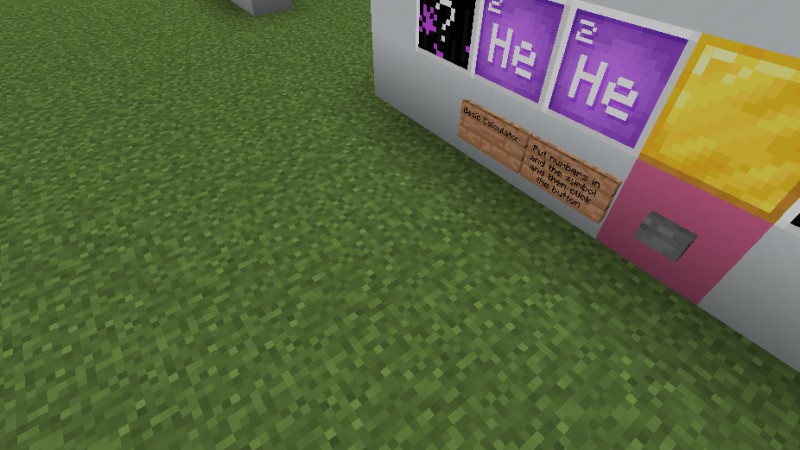 ?
2
He
2
He
Basic Calculator
Put numbers in
and the symbol
and then click
the button